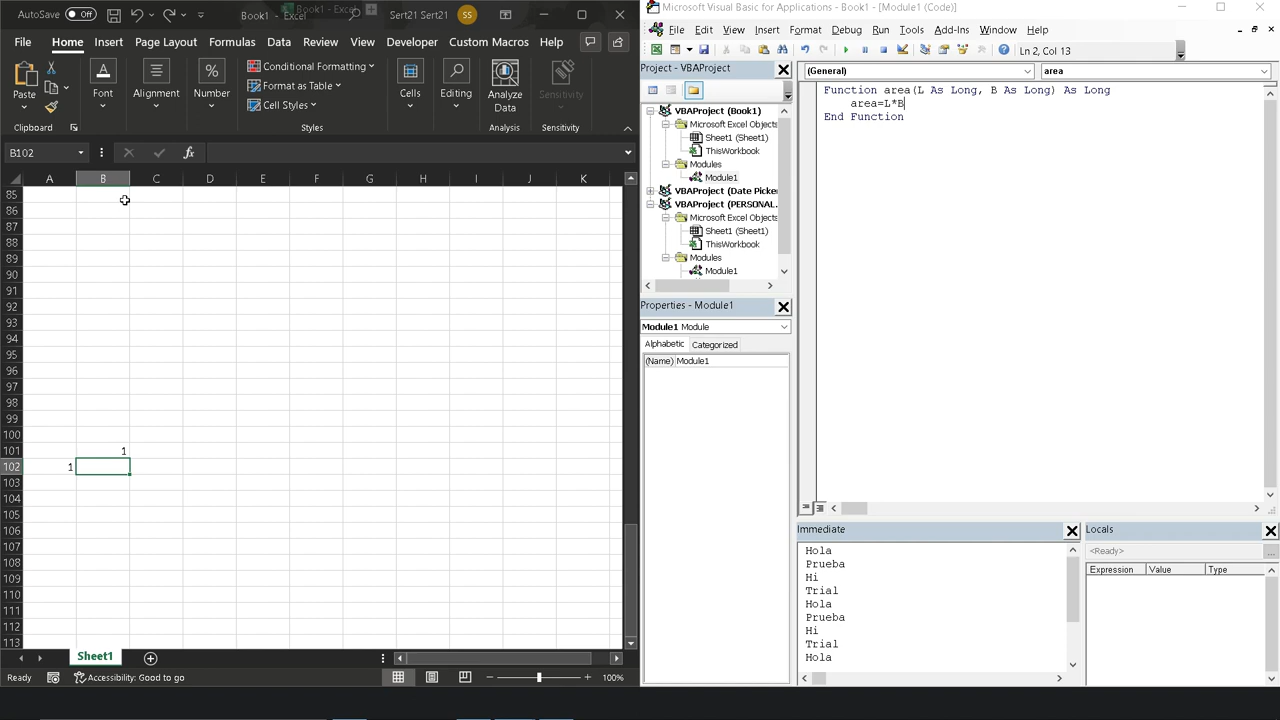 AutoSave Off Book1 - Excel Sert21 Sert21 SS
Book1 - Excel
File Home Insert Page Layout Formulas Data Review View Developer Custom Macros Help
Paste Font Alignment Number Conditional Formatting Format as Table Cell Styles Cells Editing Analyze Data Sensitivity
Clipboard Styles Analysis Sensitivity
B102 fx
A B C D E F G H I J K
85
86
87
88
89
90
91
92
93
94
95
96
97
98
99
100
101 1
102 1
103
104
105
106
107
108
109
110
111
112
113
Sheet1
Ready Accessibility: Good to go 100%
Microsoft Visual Basic for Applications - Book1 - [Module1 (Code)]
File Edit View Insert Format Debug Run Tools Add-Ins Window Help
Ln 2, Col 13
Project - VBAProject
VBAProject (Book1)
Microsoft Excel Objects
Sheet1 (Sheet1)
ThisWorkbook
Modules
Module1
VBAProject (Date Picke
VBAProject (PERSONAL.
Microsoft Excel Objects
Sheet1 (Sheet1)
ThisWorkbook
Modules
Module1
Properties - Module1
Module1 Module
Alphabetic Categorized
(Name) Module1
(General) area
Function area(L As Long, B As Long) As Long
area=L*B
End Function
Immediate
Hola
Prueba
Hi
Trial
Hola
Prueba
Hi
Trial
Hola
Locals
<Ready>
Expression Value Type